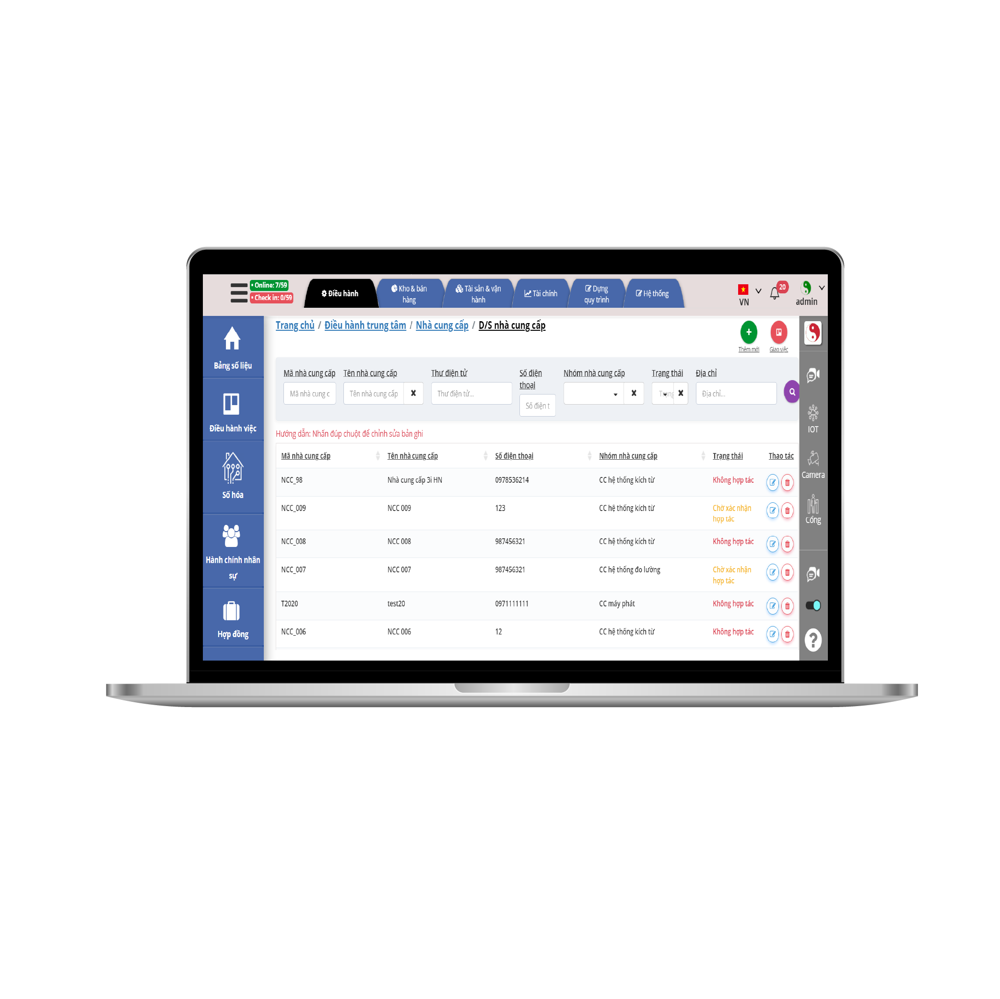 • Online: 7/59
• Check in: 0/59
Điều hành
Kho & bán
hàng
Tài sản & vận
hành
Tài chính
Dựng
quy trình
Hệ thống
VN
20
admin
Trang chủ / Điều hành trung tâm / Nhà cung cấp / D/S nhà cung cấp
Thêm mới
Giao việc
Bảng số liệu
Điều hành việc
Số hóa
Hành chính nhân
sự
Hợp đồng
Mã nhà cung cấp
Tên nhà cung cấp
Thư điện tử
Số điện
thoại
Nhóm nhà cung cấp
Trạng thái
Địa chỉ
Mã nhà cung c
Tên nhà cung cấp
Thư điện tử...
Số điện t
Địa chỉ...
Hướng dẫn: Nhấn đúp chuột để chỉnh sửa bản ghi
Mã nhà cung cấp Tên nhà cung cấp Số điện thoại Nhóm nhà cung cấp Trạng thái Thao tác
NCC_98 Nhà cung cấp 3i HN 0978536214 CC hệ thống kích từ Không hợp tác
NCC_009 NCC 009 123 CC hệ thống kích từ Chờ xác nhận
hợp tác
NCC_008 NCC 008 987456321 CC hệ thống kích từ Không hợp tác
NCC_007 NCC 007 987456321 CC hệ thống đo lường Chờ xác nhận
hợp tác
T2020 test20 0971111111 CC máy phát Không hợp tác
NCC_006 NCC 006 12 CC hệ thống kích từ Không hợp tác
IOT
Camera
Cổng